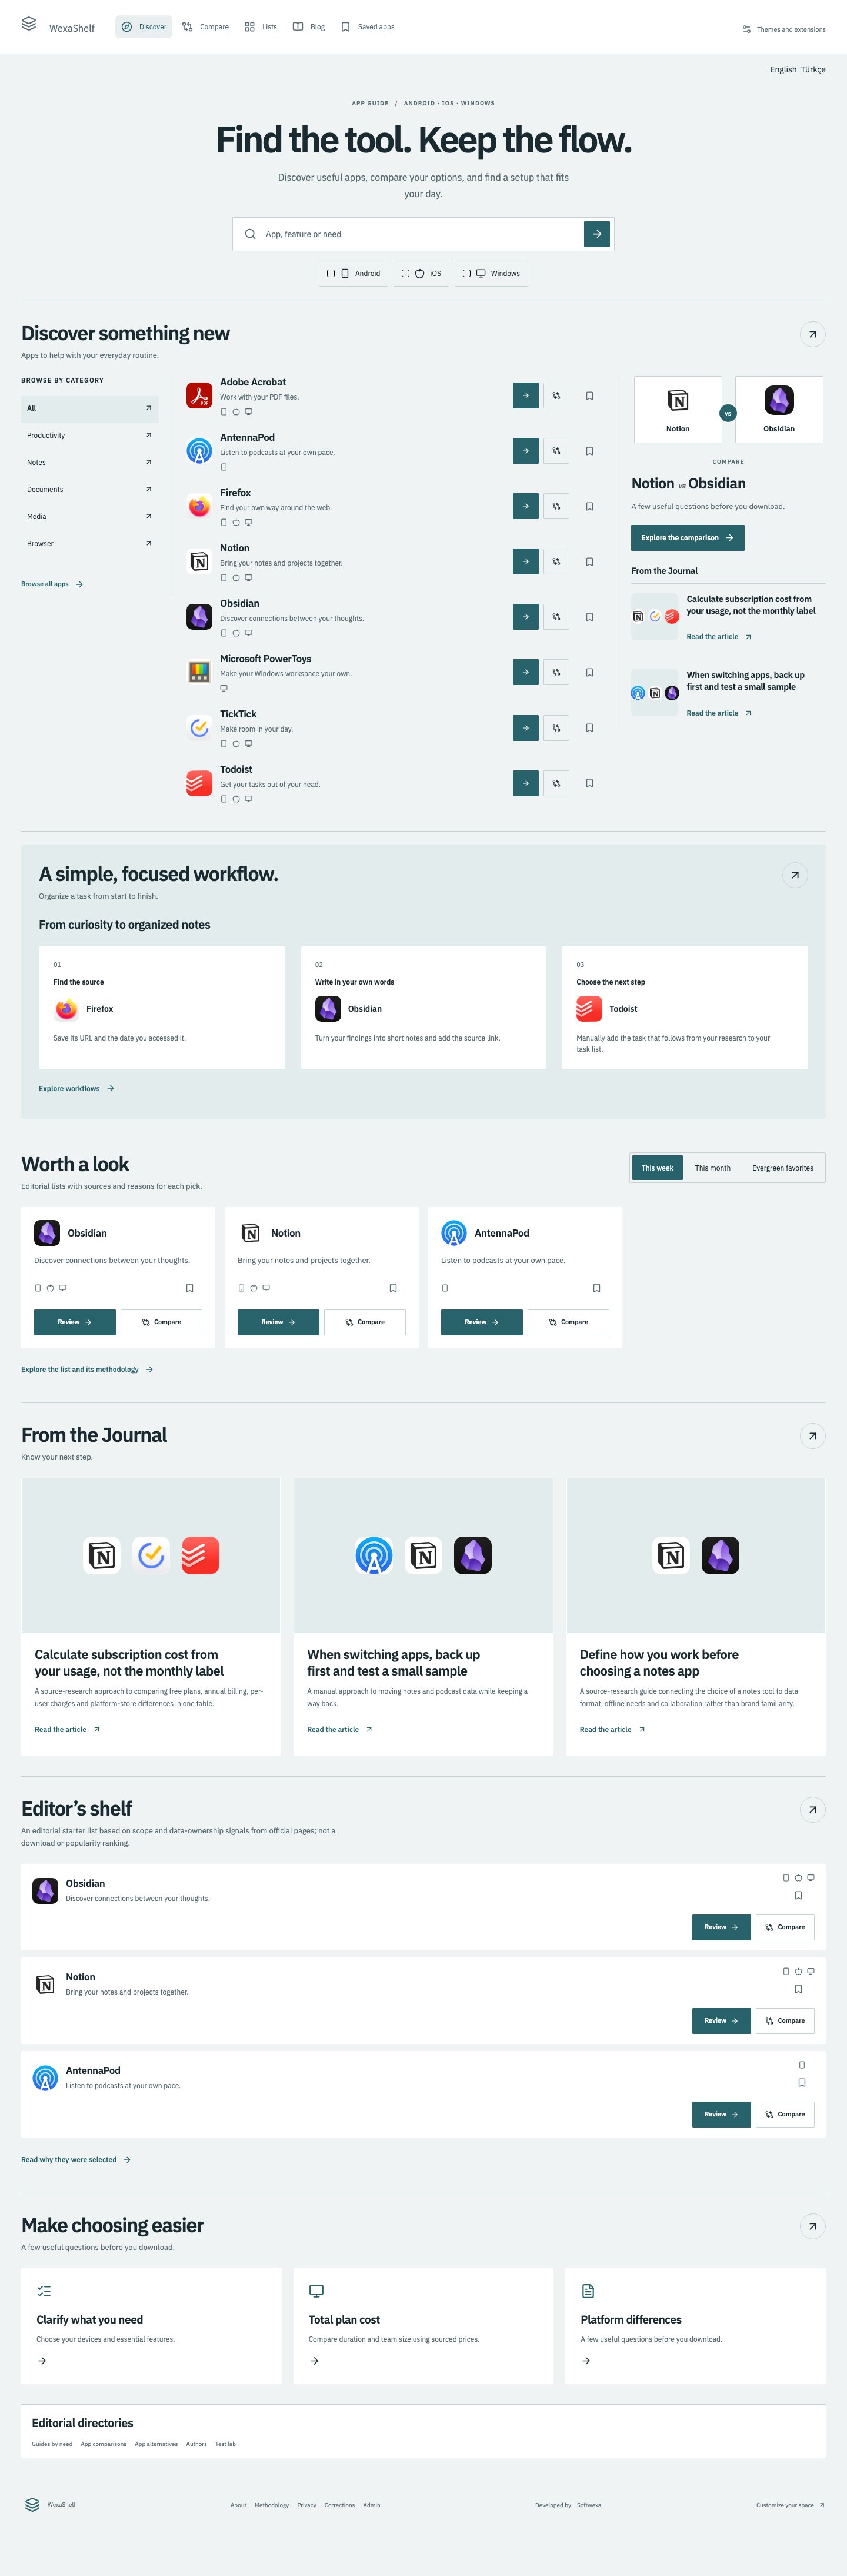 WexaShelf
Discover
Compare
Lists
Blog
Saved apps
Themes and extensions
English Türkçe
APP GUIDE / ANDROID · IOS · WINDOWS
Find the tool. Keep the flow.
Discover useful apps, compare your options, and find a setup that fits
your day.
App, feature or need
Android
iOS
Windows
Discover something new
Apps to help with your everyday routine.
BROWSE BY CATEGORY
All
Productivity
Notes
Documents
Media
Browser
Browse all apps
Adobe Acrobat
Work with your PDF files.
AntennaPod
Listen to podcasts at your own pace.
Firefox
Find your own way around the web.
Notion
Bring your notes and projects together.
Obsidian
Discover connections between your thoughts.
Microsoft PowerToys
Make your Windows workspace your own.
TickTick
Make room in your day.
Todoist
Get your tasks out of your head.
Notion
vs
Obsidian
COMPARE
Notion vs Obsidian
A few useful questions before you download.
Explore the comparison
From the Journal
Calculate subscription cost from
your usage, not the monthly label
Read the article
When switching apps, back up
first and test a small sample
Read the article
A simple, focused workflow.
Organize a task from start to finish.
From curiosity to organized notes
01
Find the source
Firefox
Save its URL and the date you accessed it.
02
Write in your own words
Obsidian
Turn your findings into short notes and add the source link.
03
Choose the next step
Todoist
Manually add the task that follows from your research to your
task list.
Explore workflows
Worth a look
Editorial lists with sources and reasons for each pick.
This week
This month
Evergreen favorites
Obsidian
Discover connections between your thoughts.
Review
Compare
Notion
Bring your notes and projects together.
Review
Compare
AntennaPod
Listen to podcasts at your own pace.
Review
Compare
Explore the list and its methodology
From the Journal
Know your next step.
Calculate subscription cost from
your usage, not the monthly label
A source-research approach to comparing free plans, annual billing, per-
user charges and platform-store differences in one table.
Read the article
When switching apps, back up
first and test a small sample
A manual approach to moving notes and podcast data while keeping a
way back.
Read the article
Define how you work before
choosing a notes app
A source-research guide connecting the choice of a notes tool to data
format, offline needs and collaboration rather than brand familiarity.
Read the article
Editor’s shelf
An editorial starter list based on scope and data-ownership signals from official pages; not a
download or popularity ranking.
Obsidian
Discover connections between your thoughts.
Review
Compare
Notion
Bring your notes and projects together.
Review
Compare
AntennaPod
Listen to podcasts at your own pace.
Review
Compare
Read why they were selected
Make choosing easier
A few useful questions before you download.
Clarify what you need
Choose your devices and essential features.
Total plan cost
Compare duration and team size using sourced prices.
Platform differences
A few useful questions before you download.
Editorial directories
Guides by need
App comparisons
App alternatives
Authors
Test lab
WexaShelf
About
Methodology
Privacy
Corrections
Admin
Developed by: Softwexa
Customize your space